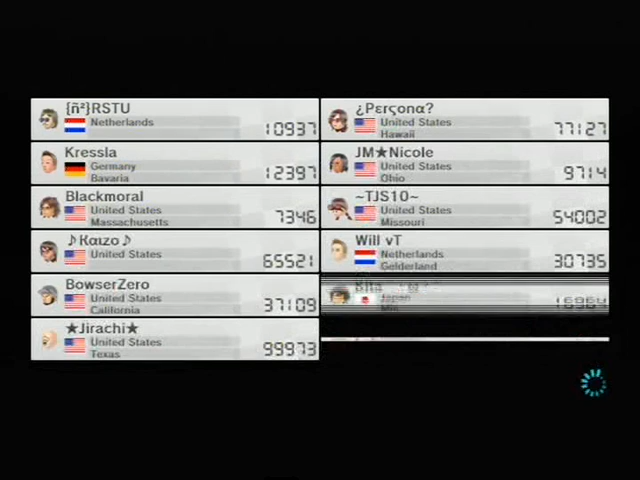 {ñ²}RSTU
Netherlands
10937
Kressla
Germany
Bavaria
12397
Blackmoral
United States
Massachusetts
7346
♪Kαιzo♪
United States
65521
BowserZero
United States
California
37109
★Jirachi★
United States
Texas
99973
¿Pεrçonα?
United States
Hawaii
77127
JM★Nicole
United States
Ohio
9714
~TJS10~
United States
Missouri
54002
Will vT
Netherlands
Gelderland
30735
Japan
16964